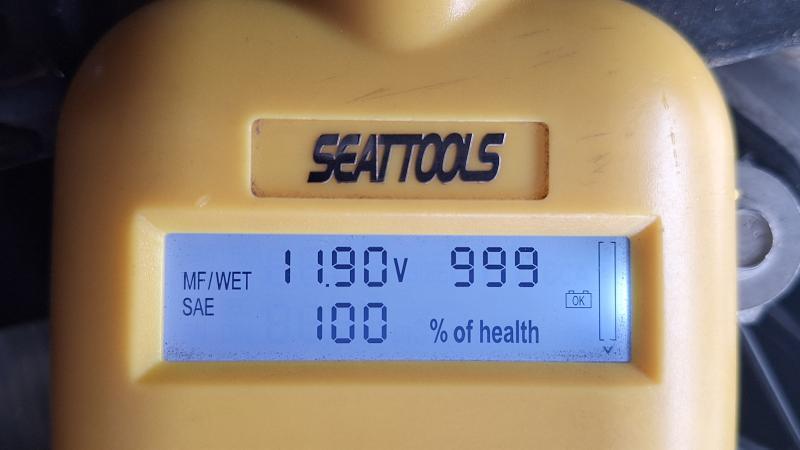 SEATTOOLS
MF/WET 11.90V 999
SAE 100 % of health
OK